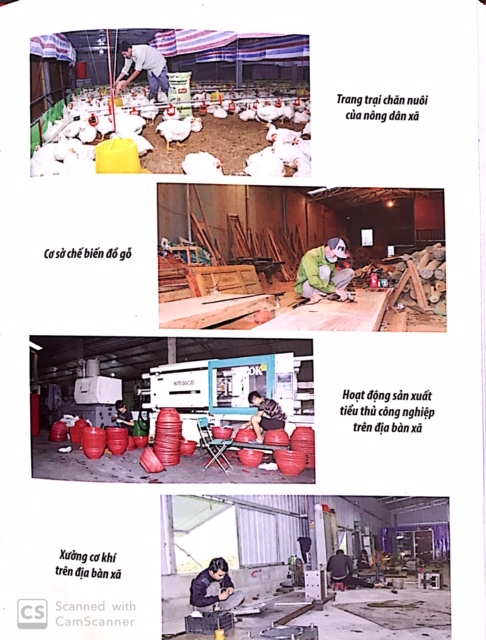 Trang trại chăn nuôi
của nông dân xã
Cơ sở chế biến đồ gỗ
Hoạt động sản xuất
tiểu thủ công nghiệp
trên địa bàn xã
Xưởng cơ khí
trên địa bàn xã
CS Scanned with
CamScanner